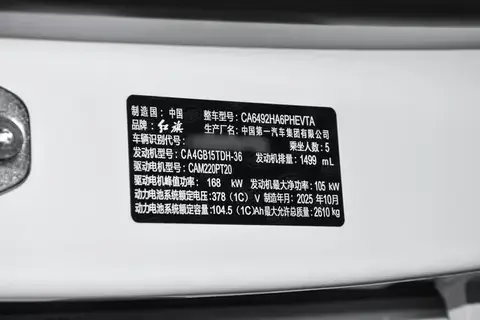 制造国：中国 整车型号：CA6492HA6PHEVTA
品牌：红旗 生产厂名：中国第一汽车集团有限公司
车辆识别代号： 乘坐人数：5
发动机型号：CA4GB15TDH-36 发动机排量：1499 mL
驱动电机型号：CAM220PT20
驱动电机峰值功率：168 kW 发动机最大净功率：105 kW
动力电池系统额定电压：378 (1C) V 制造年月：2025年10月
动力电池系统额定容量：104.5 (1C)Ah 最大允许总质量：2610 kg